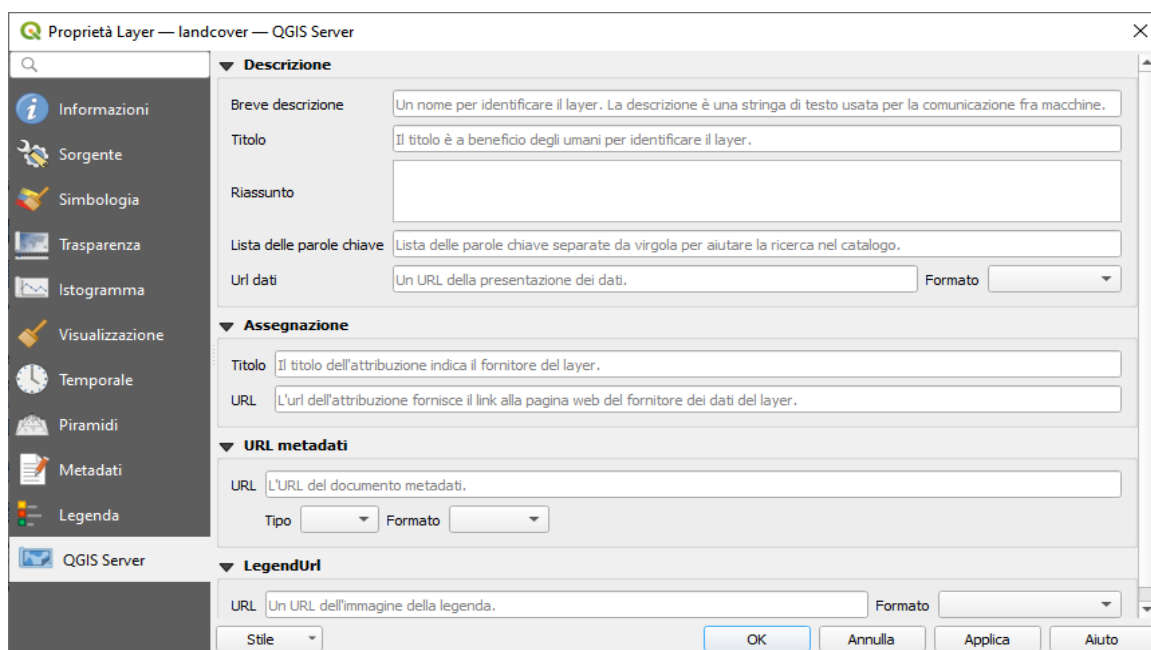 Proprietà Layer — landcover — QGIS Server
Informazioni
Sorgente
Simbologia
Trasparenza
Istogramma
Visualizzazione
Temporale
Piramidi
Metadati
Legenda
QGIS Server
Descrizione
Breve descrizione Un nome per identificare il layer. La descrizione è una stringa di testo usata per la comunicazione fra macchine.
Titolo Il titolo è a beneficio degli umani per identificare il layer.
Riassunto
Lista delle parole chiave Lista delle parole chiave separate da virgola per aiutare la ricerca nel catalogo.
Url dati Un URL della presentazione dei dati. Formato
Assegnazione
Titolo Il titolo dell'attribuzione indica il fornitore del layer.
URL L'url dell'attribuzione fornisce il link alla pagina web del fornitore dei dati del layer.
URL metadati
URL L'URL del documento metadati.
Tipo Formato
LegendUrl
URL Un URL dell'immagine della legenda. Formato
Stile OK Annulla Applica Aiuto